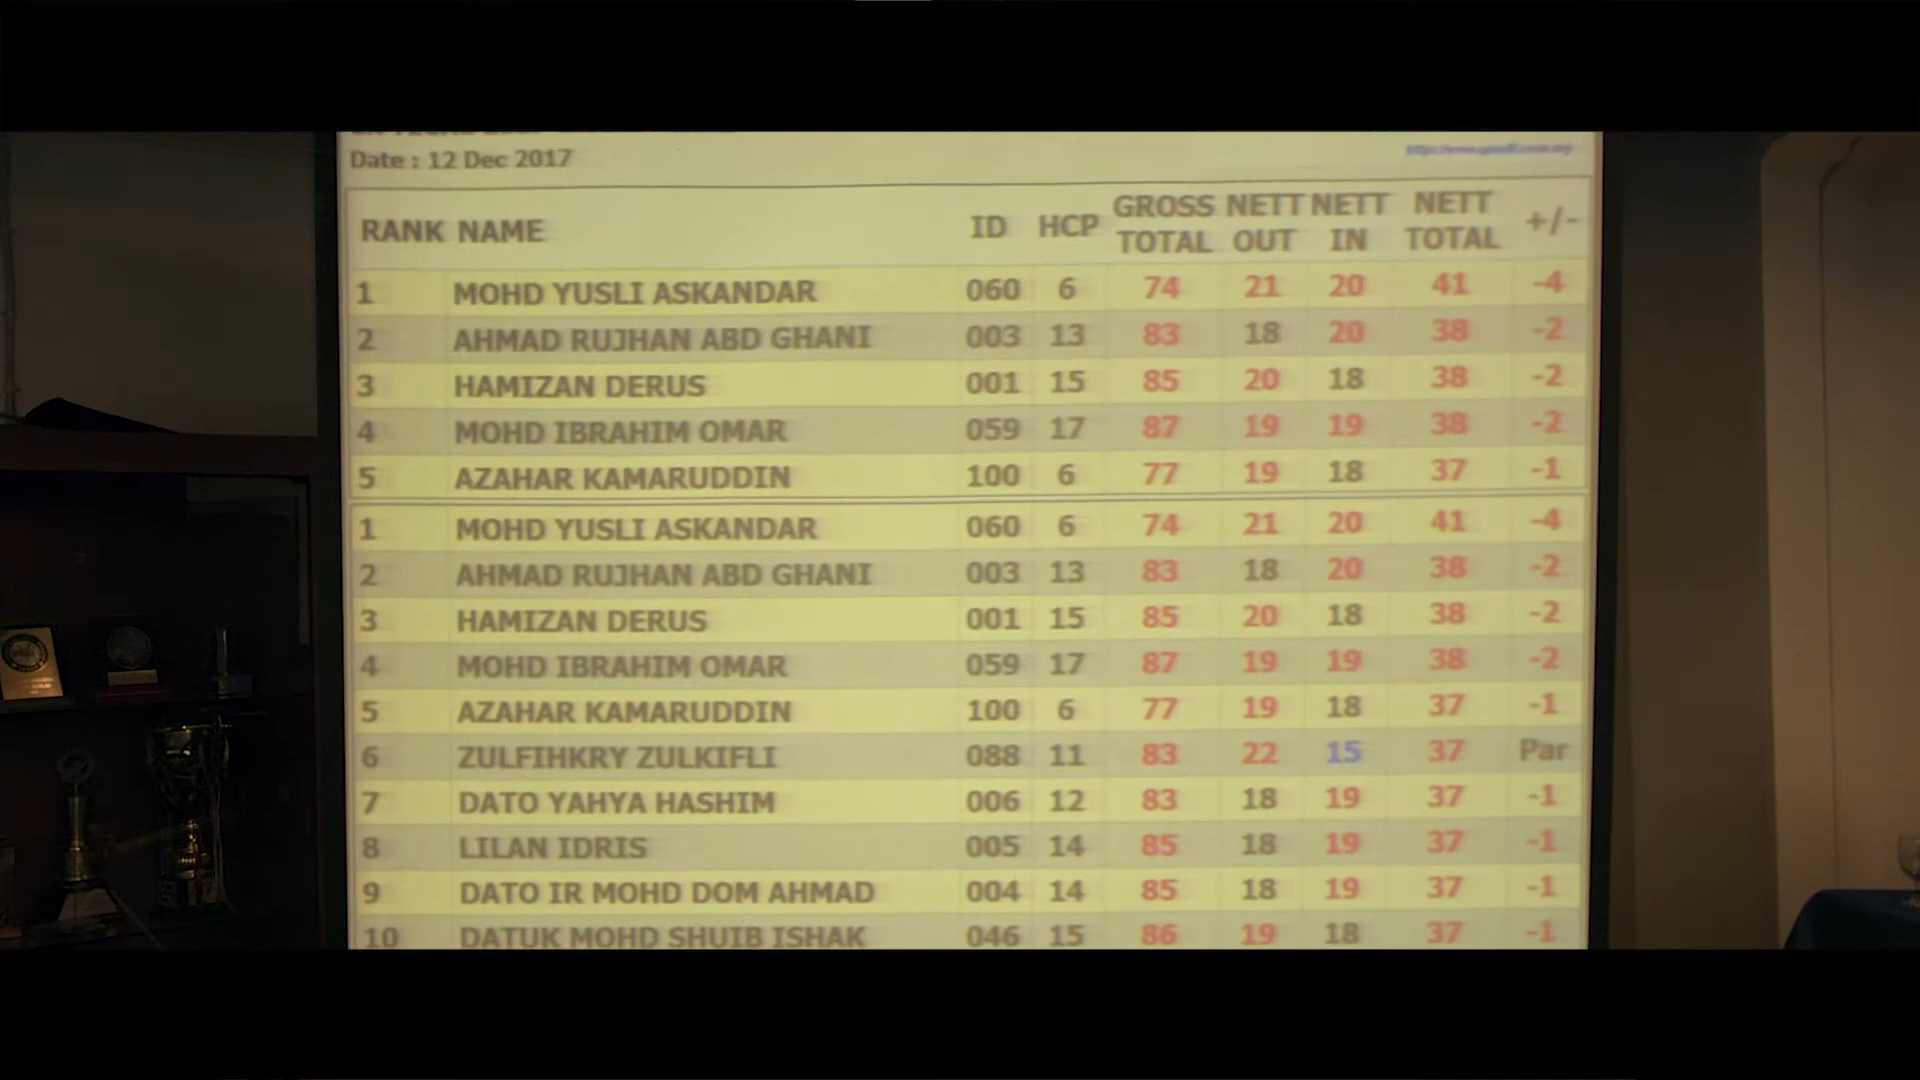 Date : 12 Dec 2017
RANK NAME ID HCP GROSS TOTAL NETT OUT NETT IN NETT TOTAL +/-
1 MOHD YUSLI ASKANDAR 060 6 74 21 20 41 -4
2 AHMAD RUJHAN ABD GHANI 003 13 83 18 20 38 -2
3 HAMIZAN DERUS 001 15 85 20 18 38 -2
4 MOHD IBRAHIM OMAR 059 17 87 19 19 38 -2
5 AZAHAR KAMARUDDIN 100 6 77 19 18 37 -1
1 MOHD YUSLI ASKANDAR 060 6 74 21 20 41 -4
2 AHMAD RUJHAN ABD GHANI 003 13 83 18 20 38 -2
3 HAMIZAN DERUS 001 15 85 20 18 38 -2
4 MOHD IBRAHIM OMAR 059 17 87 19 19 38 -2
5 AZAHAR KAMARUDDIN 100 6 77 19 18 37 -1
6 ZULFIHKRY ZULKIFLI 088 11 83 22 15 37 Par
7 DATO YAHYA HASHIM 006 12 83 18 19 37 -1
8 LILAN IDRIS 005 14 85 18 19 37 -1
9 DATO IR MOHD DOM AHMAD 004 14 85 18 19 37 -1
10 DATUK MOHD SHUIB ISHAK 046 15 86 19 18 37 -1